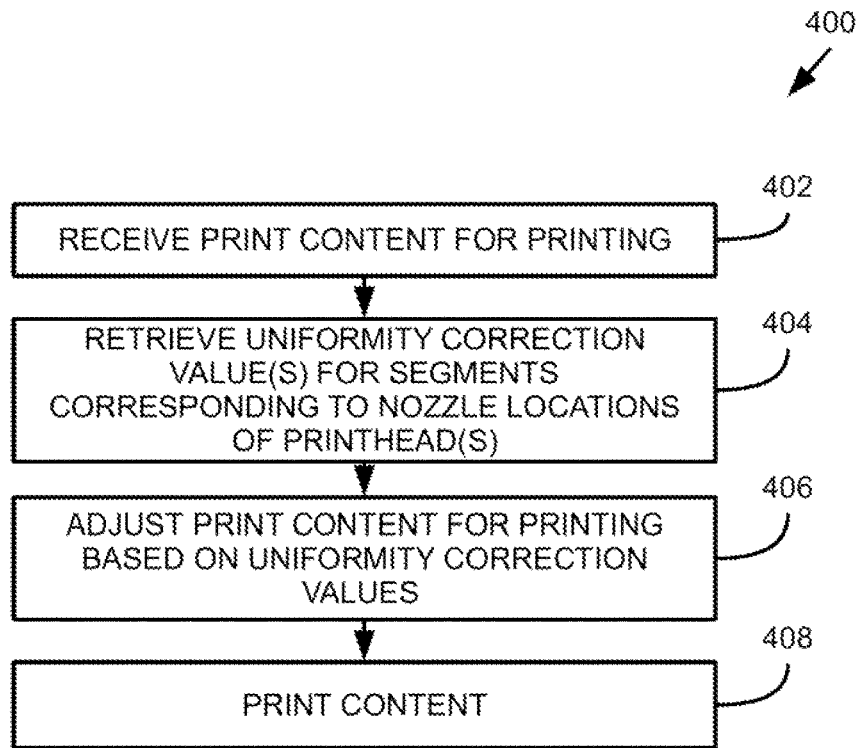 400
402
RECEIVE PRINT CONTENT FOR PRINTING
404
RETRIEVE UNIFORMITY CORRECTION
VALUE(S) FOR SEGMENTS
CORRESPONDING TO NOZZLE LOCATIONS
OF PRINTHEAD(S)
406
ADJUST PRINT CONTENT FOR PRINTING
BASED ON UNIFORMITY CORRECTION
VALUES
408
PRINT CONTENT